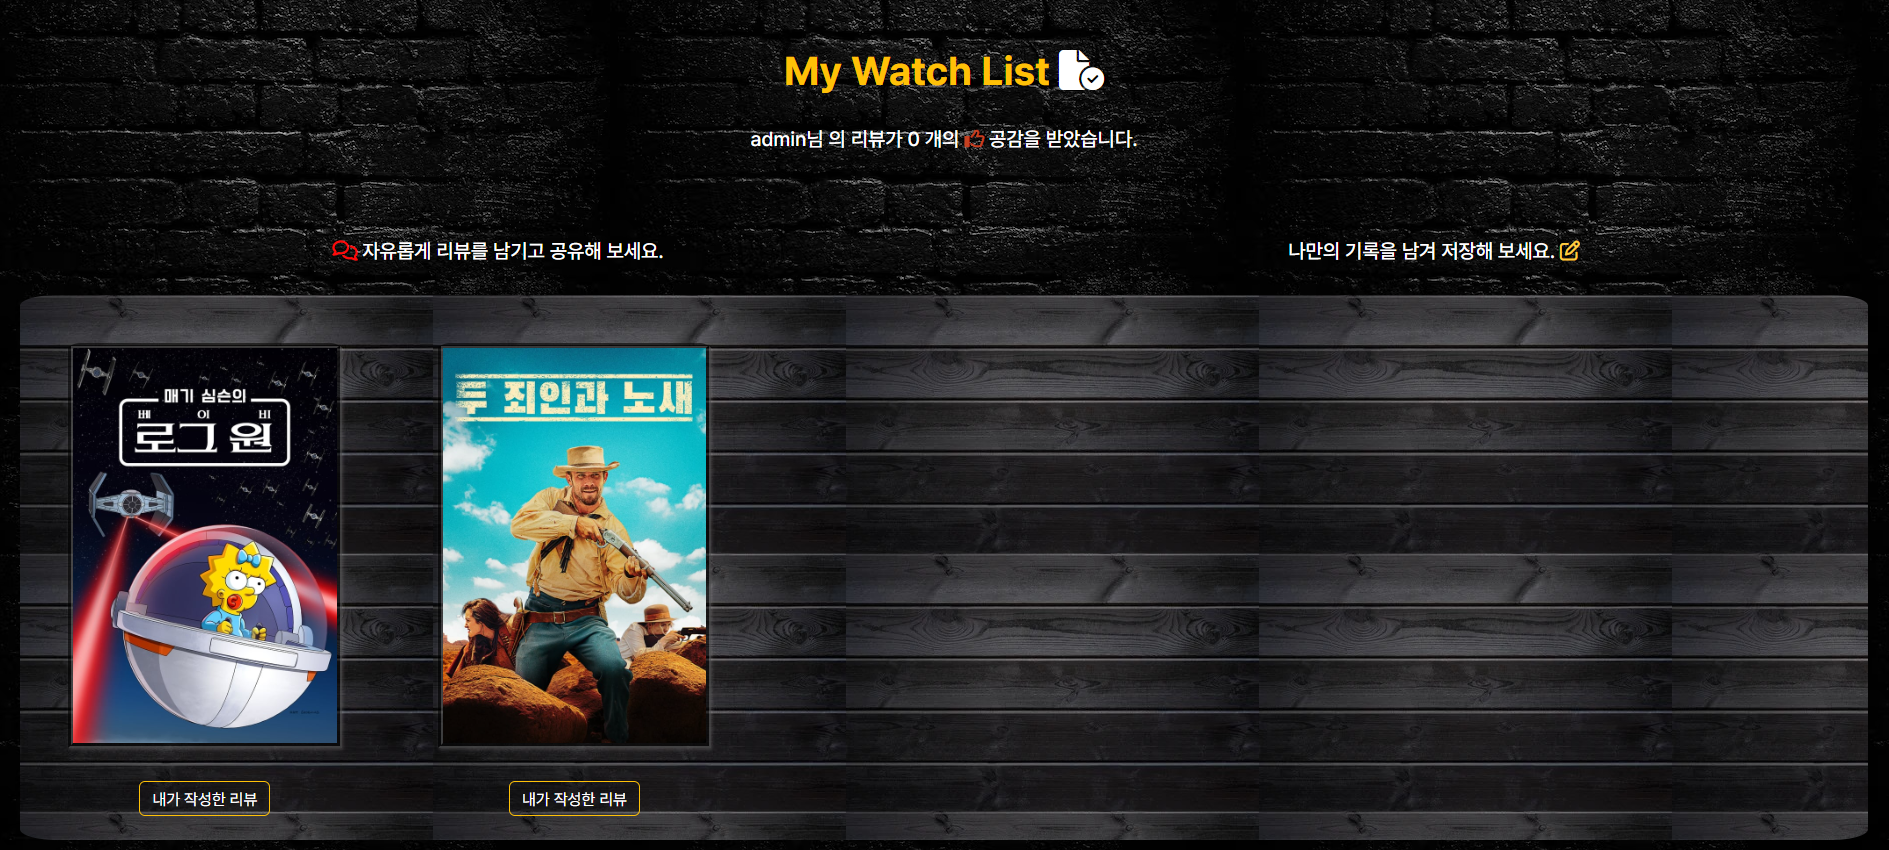 My Watch List
admin님 의 리뷰가 0 개의 공감을 받았습니다.
자유롭게 리뷰를 남기고 공유해 보세요.
나만의 기록을 남겨 저장해 보세요.
매기 심슨의
베 이 비
로그 원
투 죄인과 노새
내가 작성한 리뷰
내가 작성한 리뷰